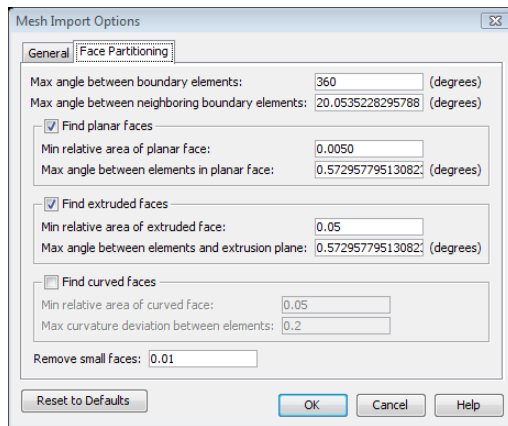 Mesh Import Options
General Face Partitioning
Max angle between boundary elements: 360 (degrees)
Max angle between neighboring boundary elements: 20.0535228295788 (degrees)
Find planar faces
Min relative area of planar face: 0.0050
Max angle between elements in planar face: 0.572957795130823 (degrees)
Find extruded faces
Min relative area of extruded face: 0.05
Max angle between elements and extrusion plane: 0.572957795130823 (degrees)
Find curved faces
Min relative area of curved face: 0.05
Max curvature deviation between elements: 0.2
Remove small faces: 0.01
Reset to Defaults OK Cancel Help